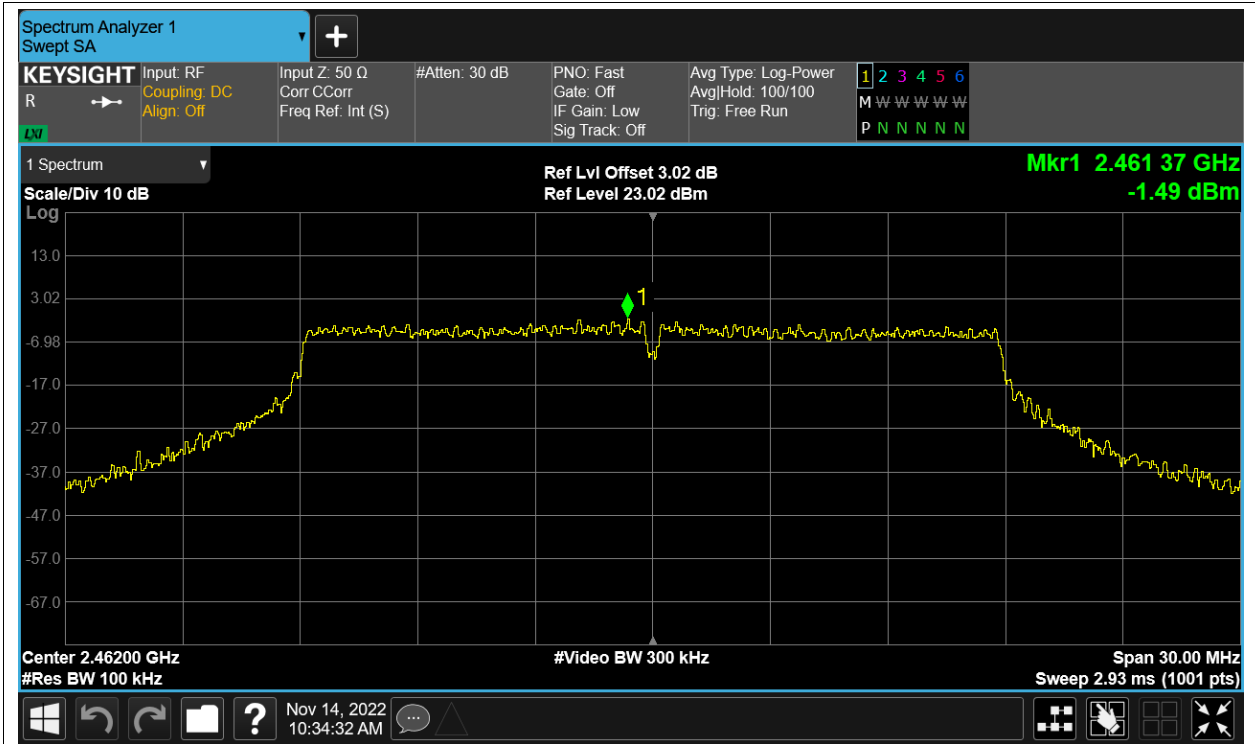 Spectrum Analyzer 1
Swept SA
KEYSIGHT
R
LXI
Input: RF
Coupling: DC
Align: Off
Input Z: 50 Ω
Corr CCorr
Freq Ref: Int (S)
#Atten: 30 dB
PNO: Fast
Gate: Off
IF Gain: Low
Sig Track: Off
Avg Type: Log-Power
Avg|Hold: 100/100
Trig: Free Run
1 2 3 4 5 6
M W W W W W
P N N N N N
1 Spectrum
Scale/Div 10 dB
Log
Ref Lvl Offset 3.02 dB
Ref Level 23.02 dBm
Mkr1 2.461 37 GHz
-1.49 dBm
13.0
3.02
-6.98
-17.0
-27.0
-37.0
-47.0
-57.0
-67.0
1
Center 2.46200 GHz
#Res BW 100 kHz
#Video BW 300 kHz
Span 30.00 MHz
Sweep 2.93 ms (1001 pts)
?
Nov 14, 2022
10:34:32 AM